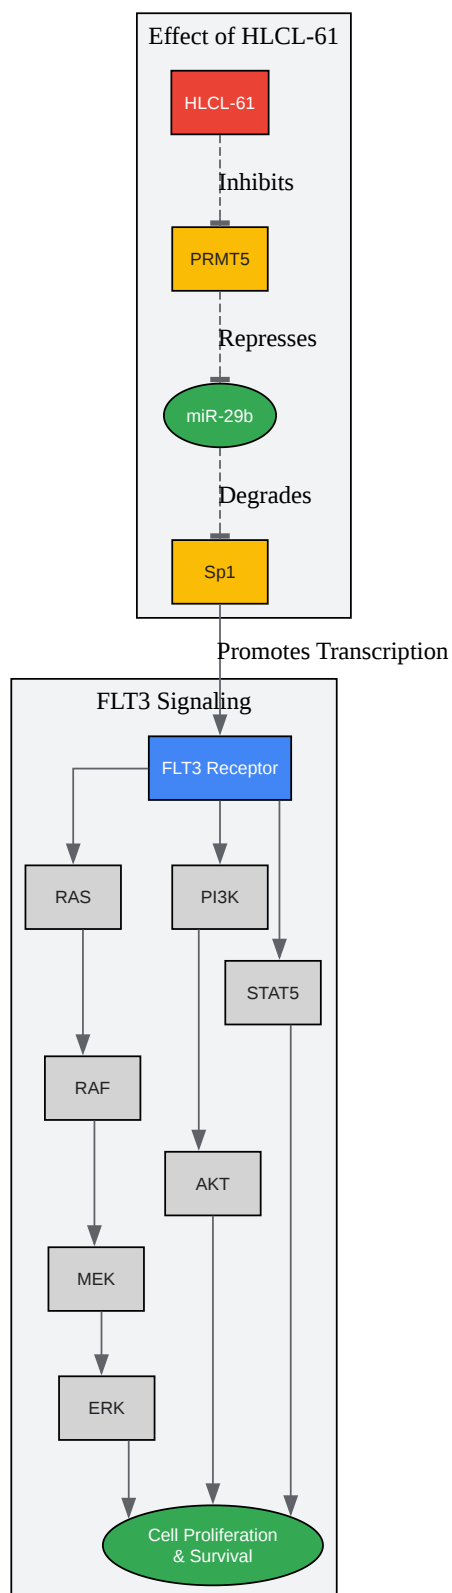 Effect of HLCL-61
HLCL-61
Inhibits
PRMT5
Represses
miR-29b
Degrades
Sp1
Promotes Transcription
FLT3 Signaling
FLT3 Receptor
RAS
PI3K
STAT5
RAF
AKT
MEK
ERK
Cell Proliferation
& Survival